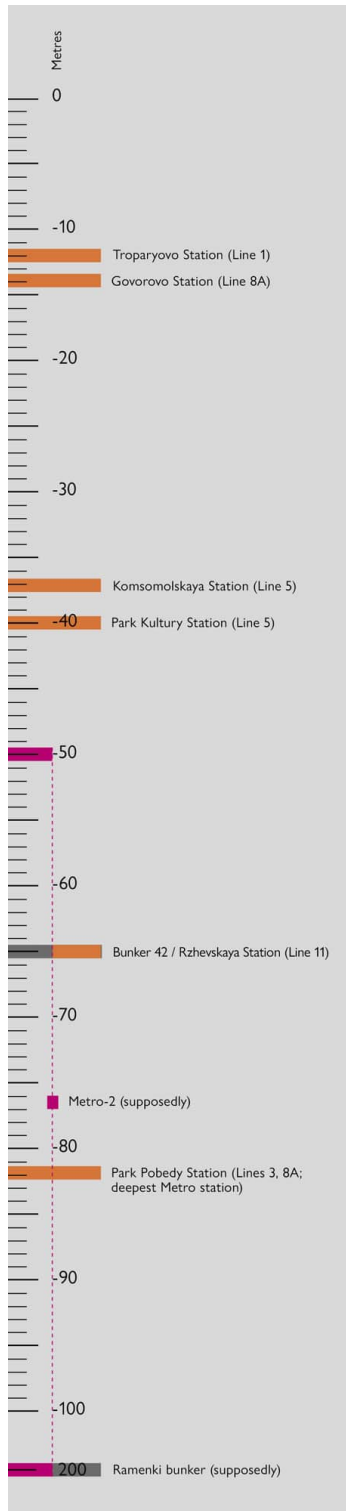 Metres
0
-10
Troparyovo Station (Line 1)
Govorovo Station (Line 8A)
-20
-30
Komsomolskaya Station (Line 5)
-40 Park Kultury Station (Line 5)
-50
-60
Bunker 42 / Rzhevskaya Station (Line 11)
-70
Metro-2 (supposedly)
-80
Park Pobedy Station (Lines 3, 8A;
deepest Metro station)
-90
-100
200 Ramenki bunker (supposedly)